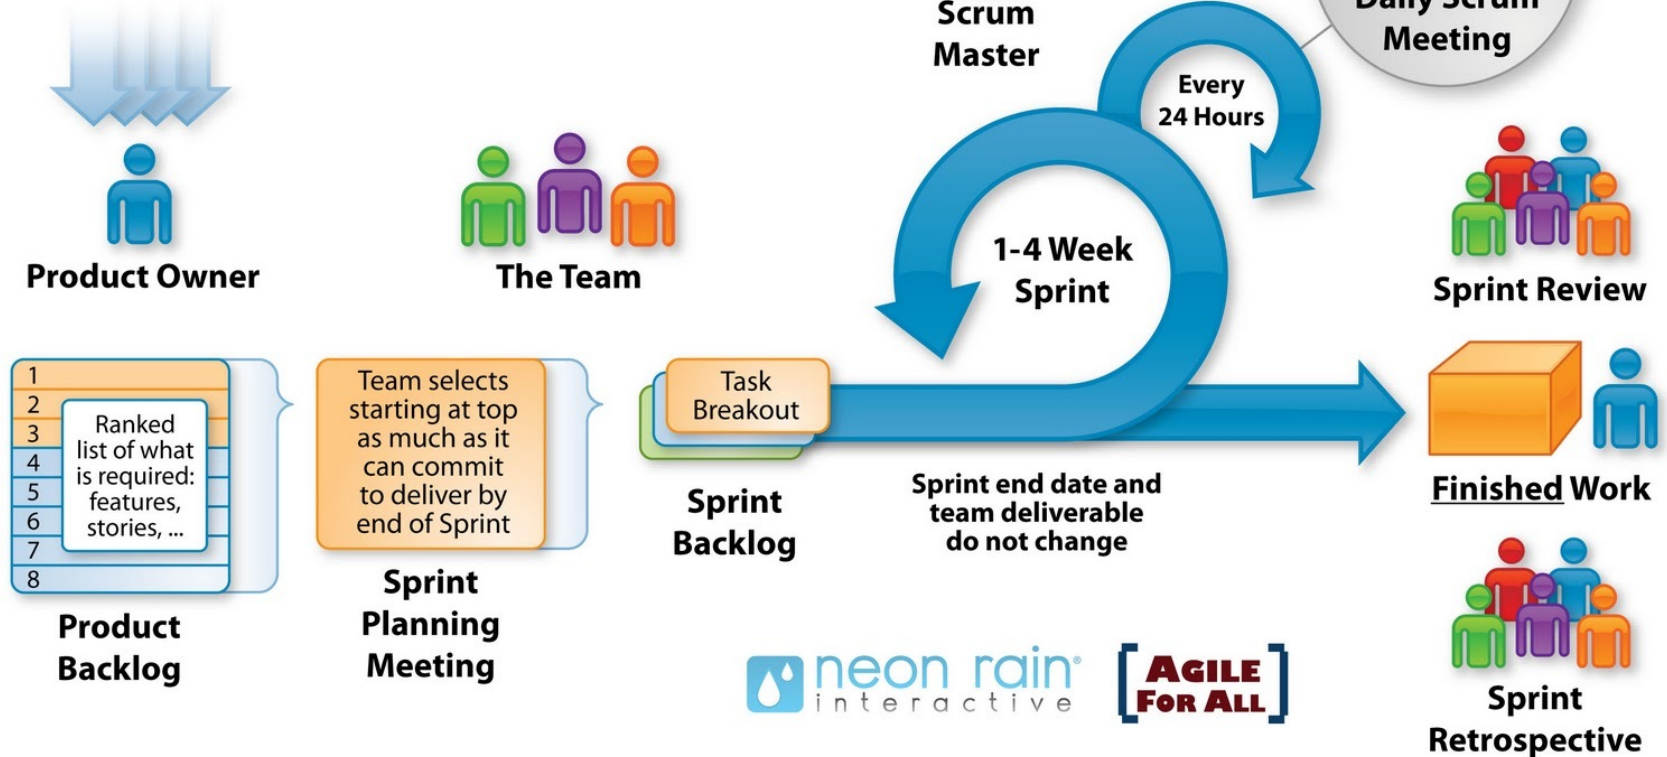 Scrum
Master
Daily Scrum
Meeting
Every
24 Hours
Product Owner
The Team
1-4 Week
Sprint
Sprint Review
1
2
3
4
5
6
7
8
Ranked
list of what
is required:
features,
stories, ...
Product
Backlog
Team selects
starting at top
as much as it
can commit
to deliver by
end of Sprint
Sprint
Planning
Meeting
Task
Breakout
Sprint
Backlog
Sprint end date and
team deliverable
do not change
Finished Work
Sprint
Retrospective
neon rain®
interactive
[AGILE
FOR ALL]